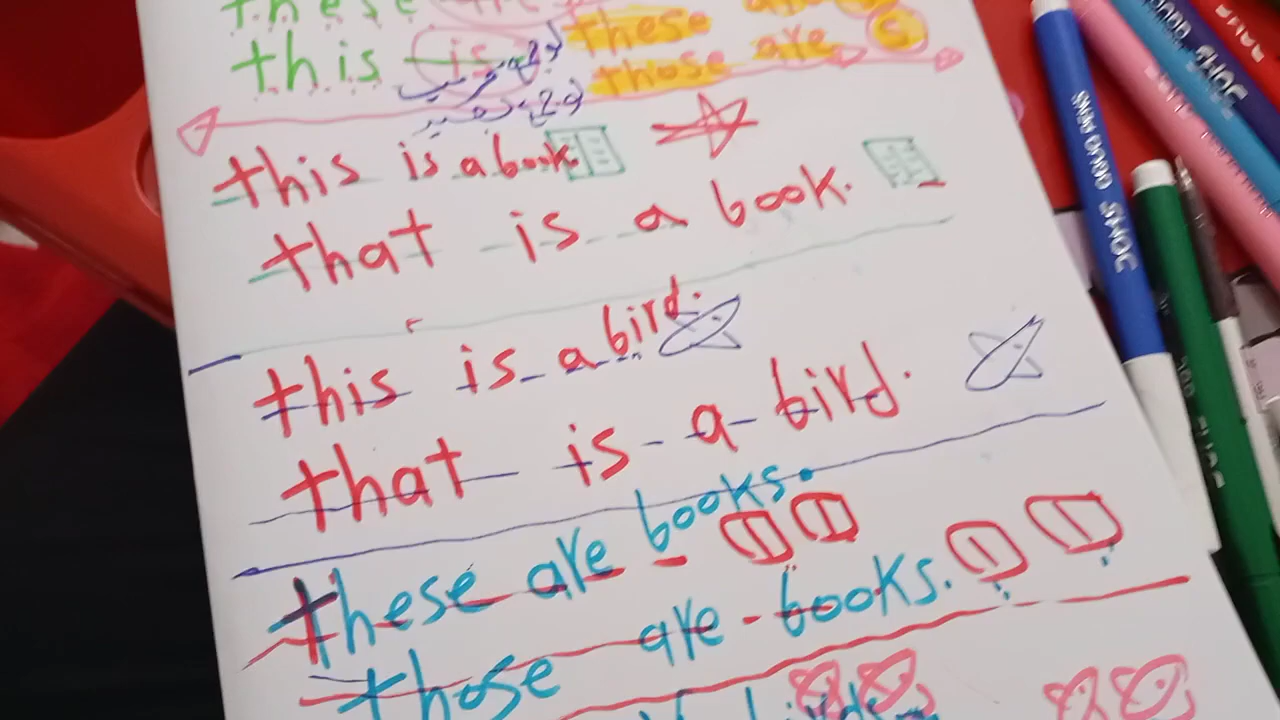 these
this is these are
those are s
this is a book
that is a book.
this is a bird.
that is a bird.
these are books.
those are books.